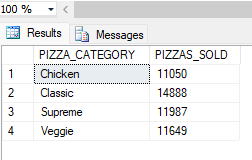 100 %
Results Messages
PIZZA_CATEGORY PIZZAS_SOLD
1 Chicken 11050
2 Classic 14888
3 Supreme 11987
4 Veggie 11649